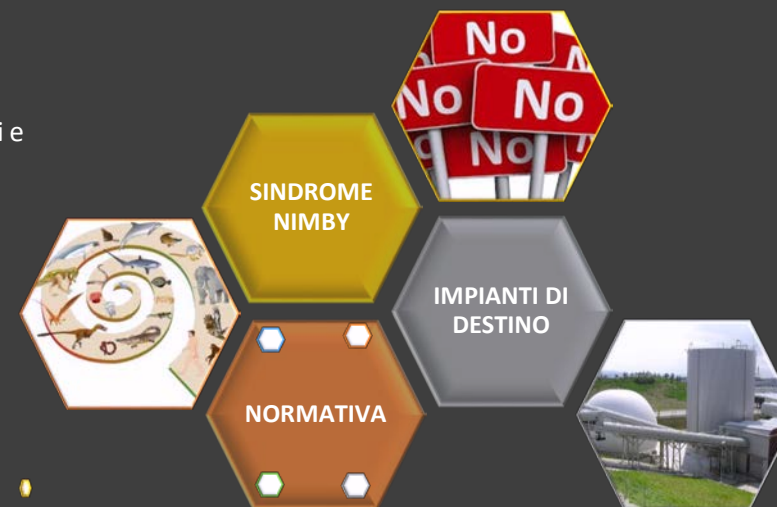 i e
No
No
No
No
SINDROME
NIMBY
IMPIANTI DI
DESTINO
NORMATIVA